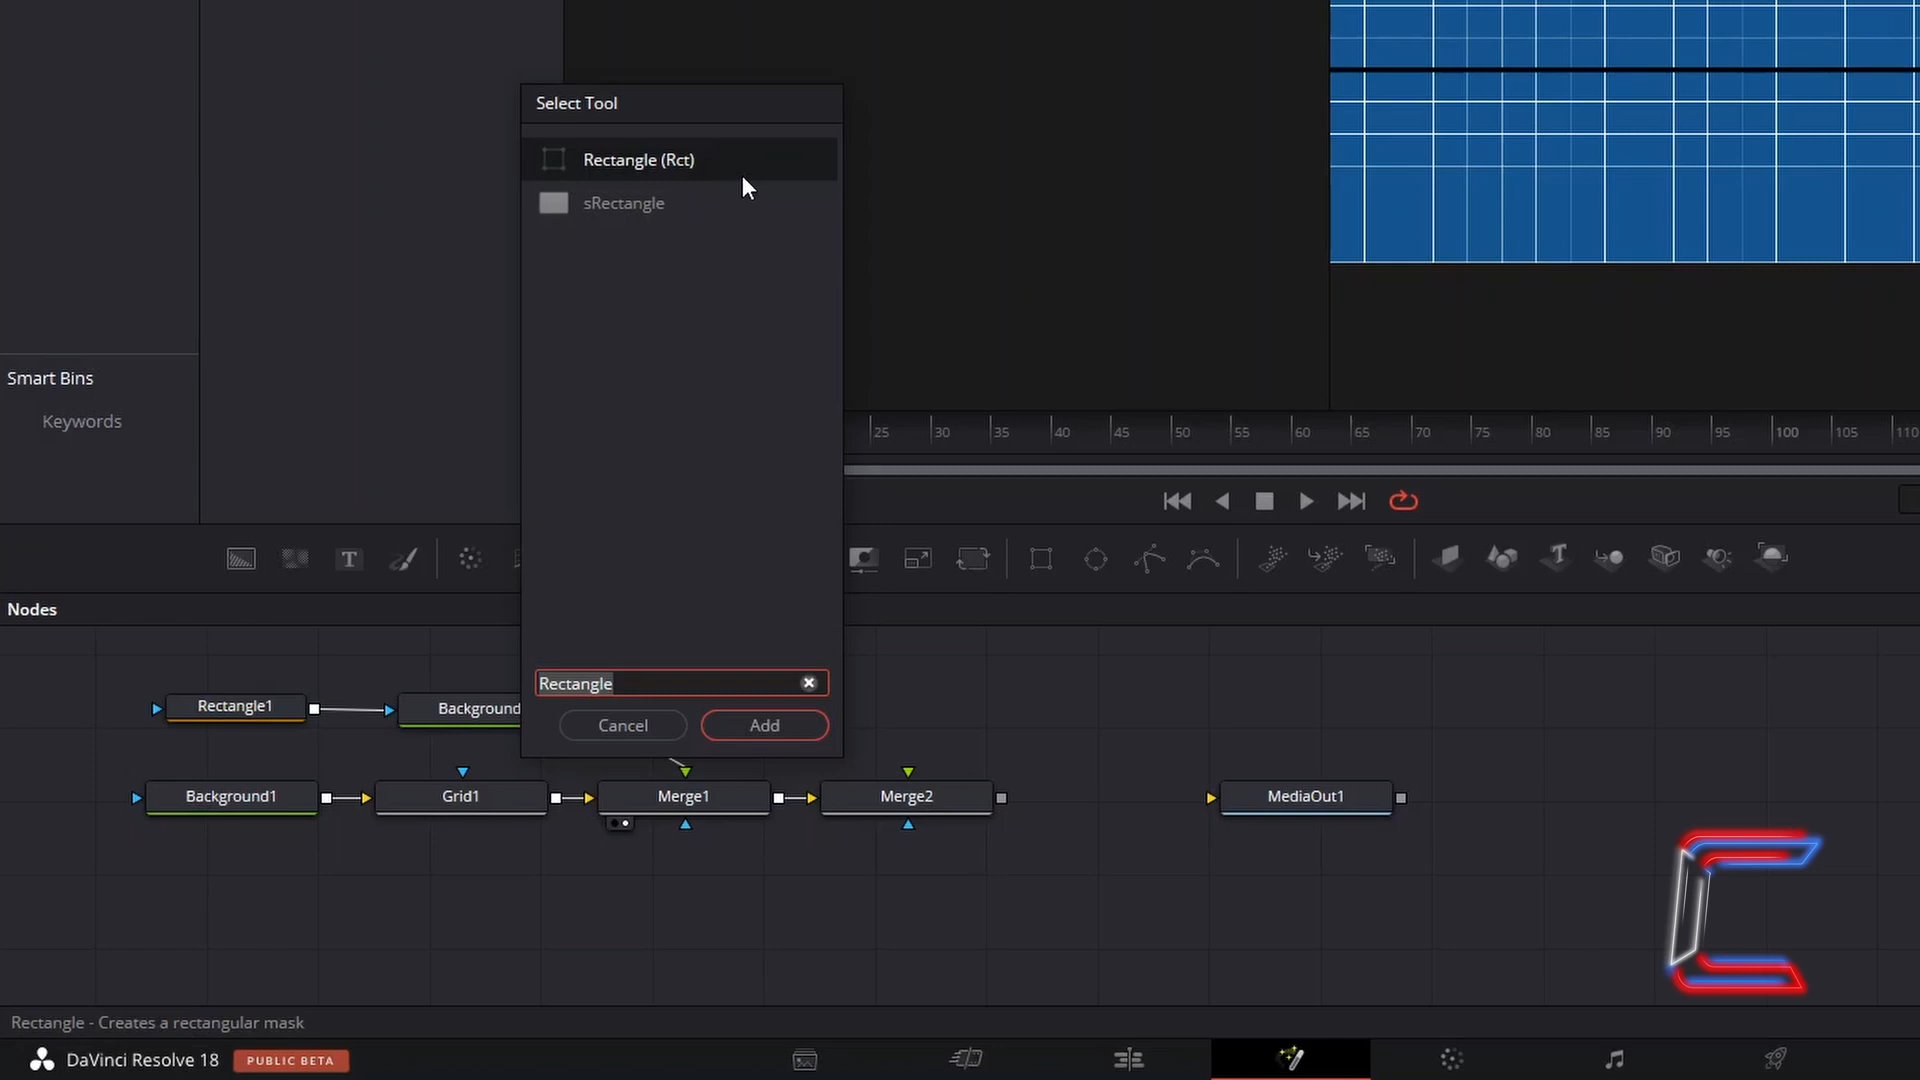 Select Tool
Rectangle (Rct)
sRectangle
Smart Bins
Keywords
25 30 35 40 45 50 55 60 65 70 75 80 85 90 95 100 105 110
T
T
Nodes
Rectangle
Rectangle1
Background
Cancel
Add
Background1
Grid1
Merge1
Merge2
MediaOut1
C
Rectangle - Creates a rectangular mask
DaVinci Resolve 18
PUBLIC BETA